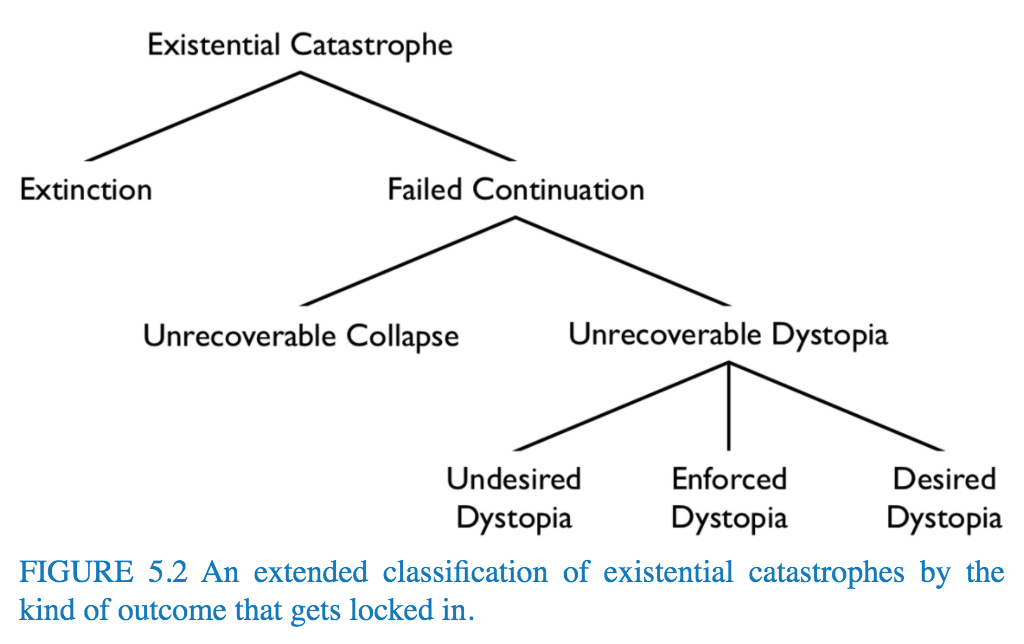 Existential Catastrophe
Extinction
Failed Continuation
Unrecoverable Collapse
Unrecoverable Dystopia
Undesired
Dystopia
Enforced
Dystopia
Desired
Dystopia
FIGURE 5.2 An extended classification of existential catastrophes by the
kind of outcome that gets locked in.